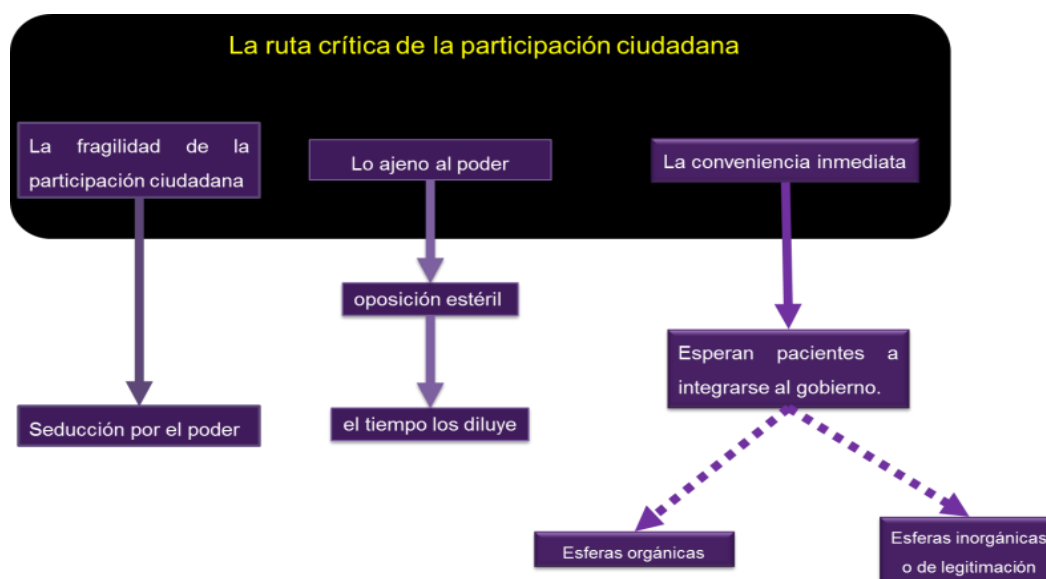 La ruta crítica de la participación ciudadana
La fragilidad de la
participación ciudadana
Lo ajeno al poder
La conveniencia inmediata
oposición estéril
Esperan pacientes a
integrarse al gobierno.
Seducción por el poder
el tiempo los diluye
Esferas orgánicas
Esferas inorgánicas
o de legitimación